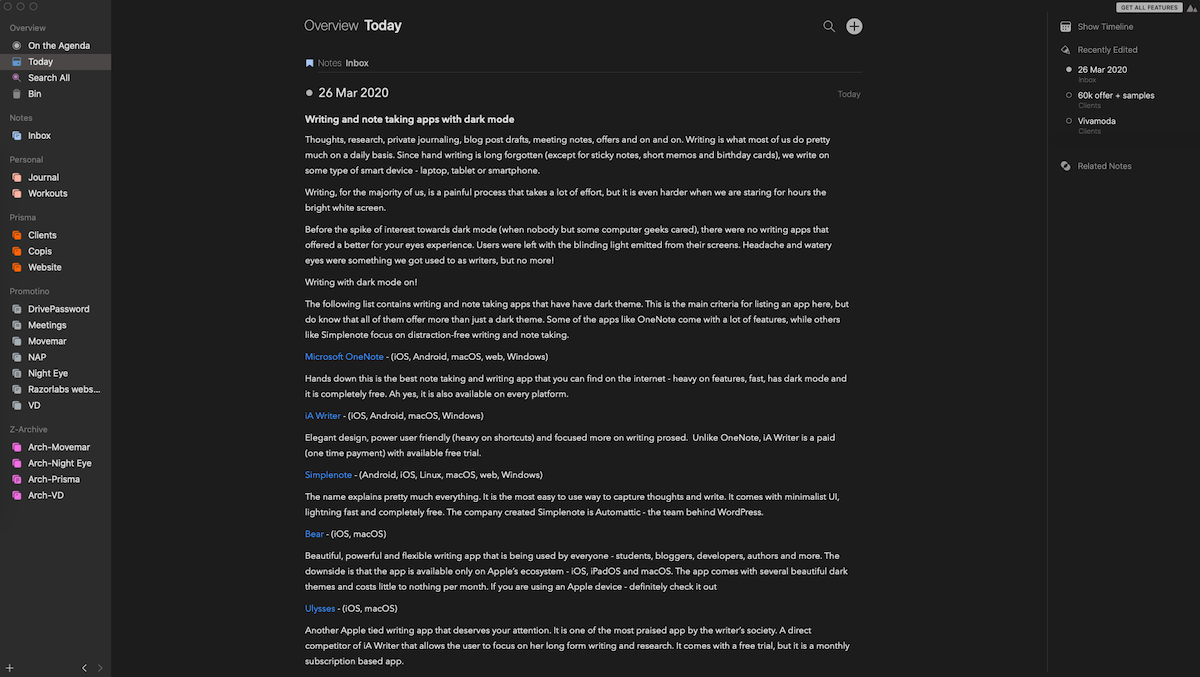 GET ALL FEATURES
Overview
On the Agenda
Today
Search All
Bin
Notes
Inbox
Personal
Journal
Workouts
Prisma
Clients
Copis
Website
Promotino
DrivePassword
Meetings
Movemar
NAP
Night Eye
Razorlabs webs...
VD
Z-Archive
Arch-Movemar
Arch-Night Eye
Arch-Prisma
Arch-VD
Overview Today
Notes Inbox
26 Mar 2020
Today
Writing and note taking apps with dark mode
Thoughts, research, private journaling, blog post drafts, meeting notes, offers and on and on. Writing is what most of us do pretty
much on a daily basis. Since hand writing is long forgotten (except for sticky notes, short memos and birthday cards), we write on
some type of smart device - laptop, tablet or smartphone.
Writing, for the majority of us, is a painful process that takes a lot of effort, but it is even harder when we are staring for hours the
bright white screen.
Before the spike of interest towards dark mode (when nobody but some computer geeks cared), there were no writing apps that
offered a better for your eyes experience. Users were left with the blinding light emitted from their screens. Headache and watery
eyes were something we got used to as writers, but no more!
Writing with dark mode on!
The following list contains writing and note taking apps that have have dark theme. This is the main criteria for listing an app here, but
do know that all of them offer more than just a dark theme. Some of the apps like OneNote come with a lot of features, while others
like Simplenote focus on distraction-free writing and note taking.
Microsoft OneNote - (iOS, Android, macOS, web, Windows)
Hands down this is the best note taking and writing app that you can find on the internet - heavy on features, fast, has dark mode and
it is completely free. Ah yes, it is also available on every platform.
iA Writer - (iOS, Android, macOS, Windows)
Elegant design, power user friendly (heavy on shortcuts) and focused more on writing prosed.  Unlike OneNote, iA Writer is a paid
(one time payment) with available free trial.
Simplenote - (Android, iOS, Linux, macOS, web, Windows)
The name explains pretty much everything. It is the most easy to use way to capture thoughts and write. It comes with minimalist UI,
lightning fast and completely free. The company created Simplenote is Automattic - the team behind WordPress.
Bear - (iOS, macOS)
Beautiful, powerful and flexible writing app that is being used by everyone - students, bloggers, developers, authors and more. The
downside is that the app is available only on Apple's ecosystem - iOS, iPadOS and macOS. The app comes with several beautiful dark
themes and costs little to nothing per month. If you are using an Apple device - definitely check it out
Ulysses - (iOS, macOS)
Another Apple tied writing app that deserves your attention. It is one of the most praised app by the writer's society. A direct
competitor of iA Writer that allows the user to focus on her long form writing and research. It comes with a free trial, but it is a monthly
subscription based app.
Show Timeline
Recently Edited
26 Mar 2020
Inbox
60k offer + samples
Clients
Vivamoda
Clients
Related Notes